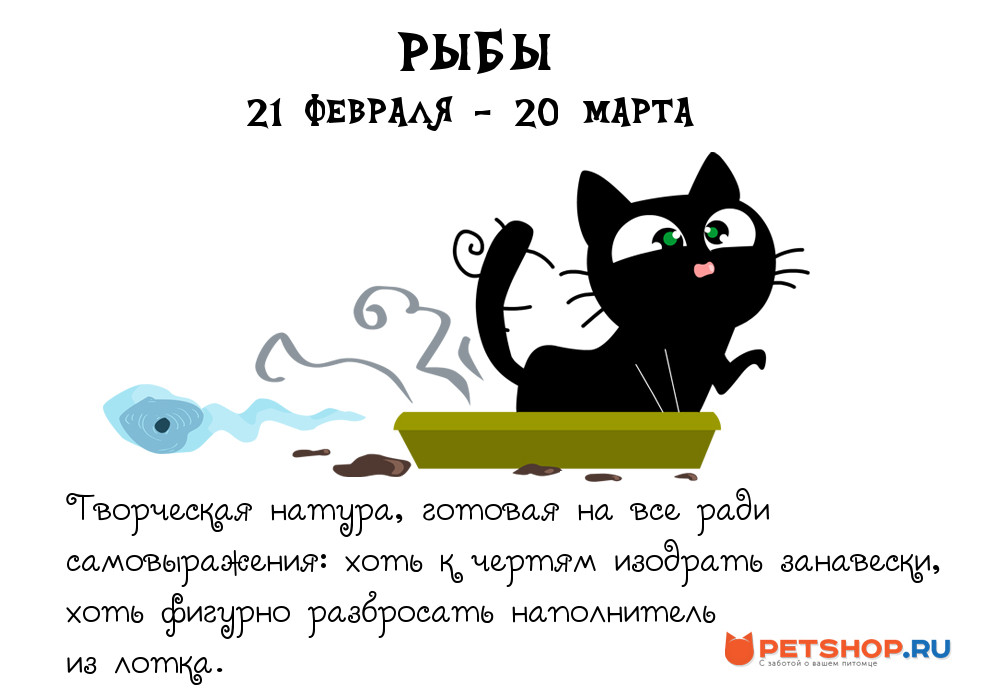 РЫБЫ
21 ФЕВРАЛЯ - 20 МАРТА
Творческая натура, готовая на все ради
самовыражения: хоть к чертям изодрать занавески,
хоть фигурно разбросать наполнитель
из лотка.
PETSHOP.RU
С заботой о вашем питомце